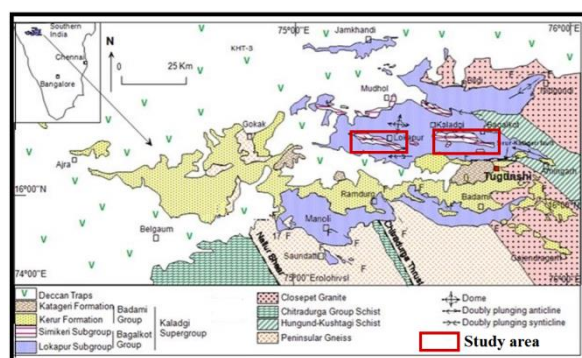 Southern
India
Chennai
Bangalore
N
0 25 Km
KHT-3
75°00'E
76°00'E
Jamkhandi
Bilgi
Mudhol
Gokak
Lokapur
Kaladgi
Bagalkot
Ajra
Tugunshi
16°00'N
Ramdurg
Badami
Manoli
Belgaum
Saundatti
Gajendragarh
74°00'E
75°00'E
Chitradurga Thrust
V Deccan Traps
Katageri Formation
Kerur Formation
Badami
Group
Simikeri Subgroup
Lokapur Subgroup
Bagalkot
Group
Kaladgi
Supergroup
Closepet Granite
Chitradurga Group Schist
Hungund-Kushtagi Schist
Peninsular Gneiss
Dome
Doubly plunging anticline
Doubly plunging synticline
Study area